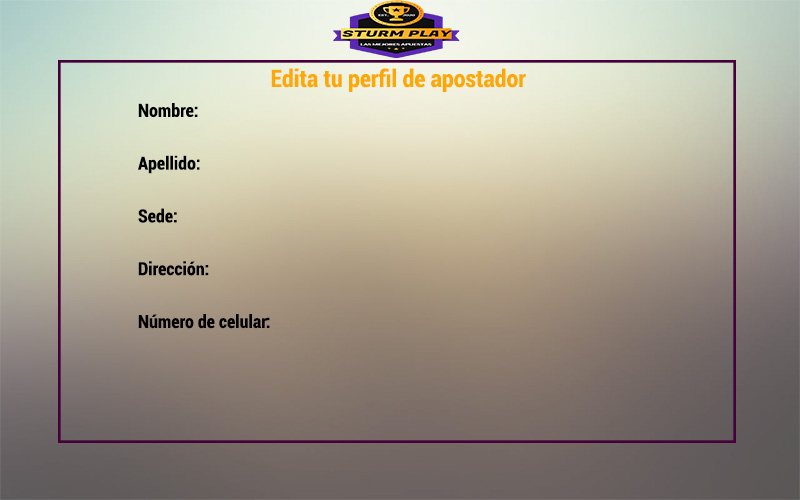 EST. 2020
STURM PLAY
LAS MEJORES APUESTAS
Edita tu perfil de apostador
Nombre:
Apellido:
Sede:
Dirección:
Número de celular: